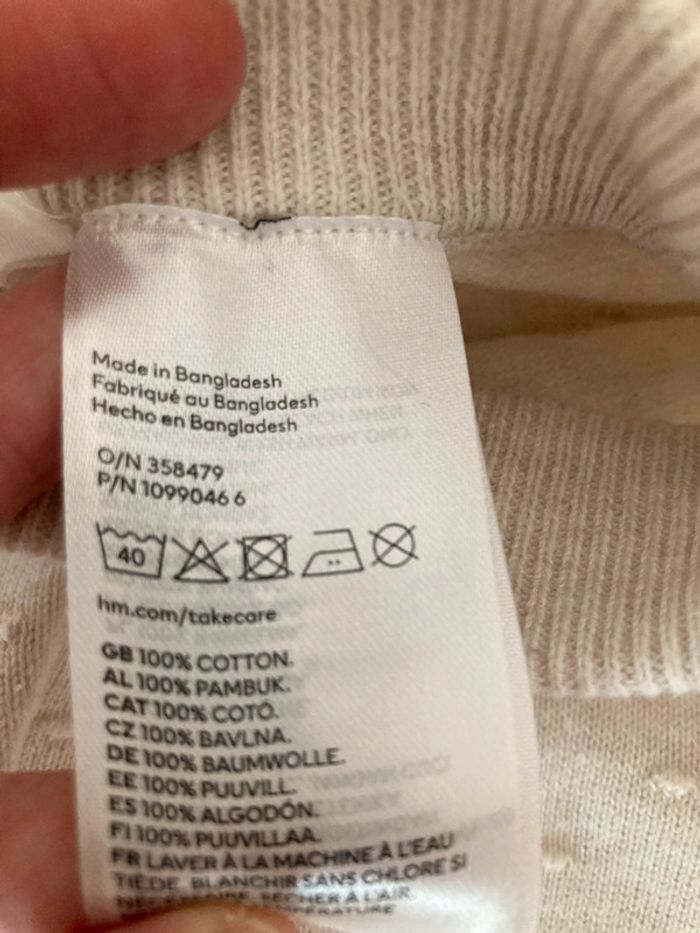 Made in Bangladesh
Fabriqué au Bangladesh
Hecho en Bangladesh
O/N 358479
P/N 1099046 6
40
hm.com/takecare
GB 100% COTTON.
AL 100% PAMBUK.
CAT 100% COTÓ.
CZ 100% BAVLNA.
DE 100% BAUMWOLLE.
EE 100% PUUVILL.
ES 100% ALGODÓN.
FI 100% PUUVILLAA.
FR LAVER À LA MACHINE À L'EAU
TIÈDE. BLANCHIR SANS CHLORE SI
SÉCHER À L'AIR.